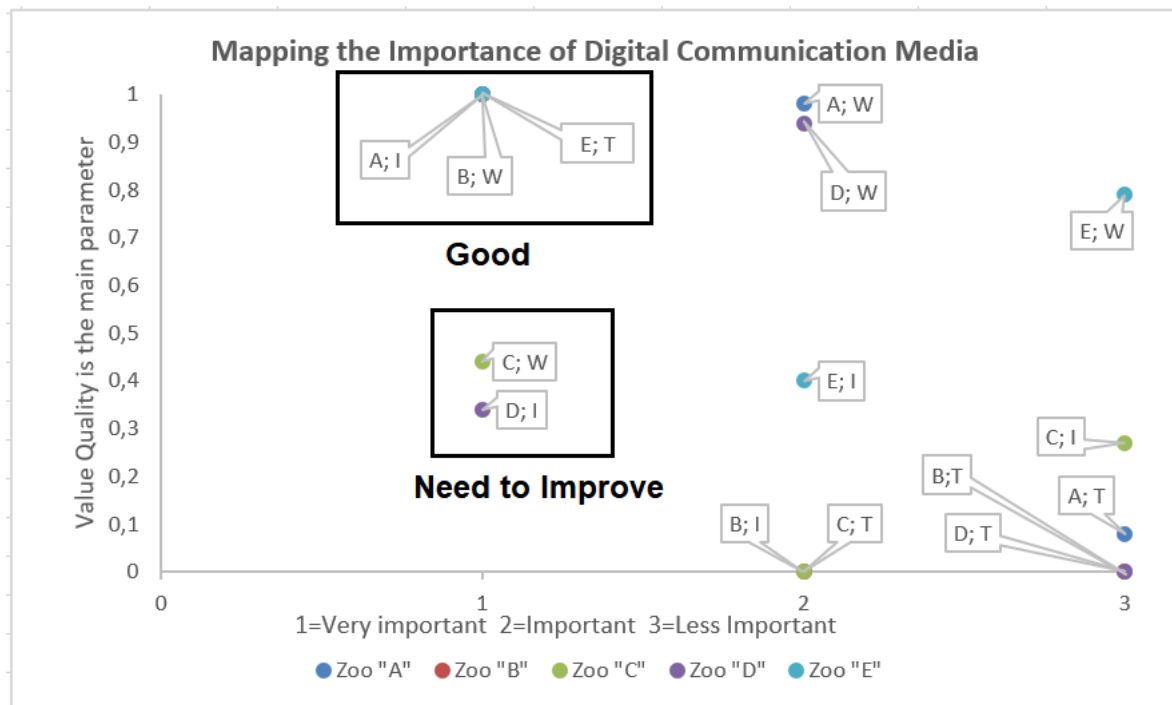 Mapping the Importance of Digital Communication Media
Value Quality is the main parameter
1
0,9
0,8
0,7
0,6
0,5
0,4
0,3
0,2
0,1
0
A; I
B; W
E; T
Good
A; W
D; W
E; W
C; W
D; I
Need to Improve
E; I
C; I
B;T
A; T
B; I
C; T
D; T
0 1 2 3
1=Very important 2=Important 3=Less Important
Zoo "A" Zoo "B" Zoo "C" Zoo "D" Zoo "E"